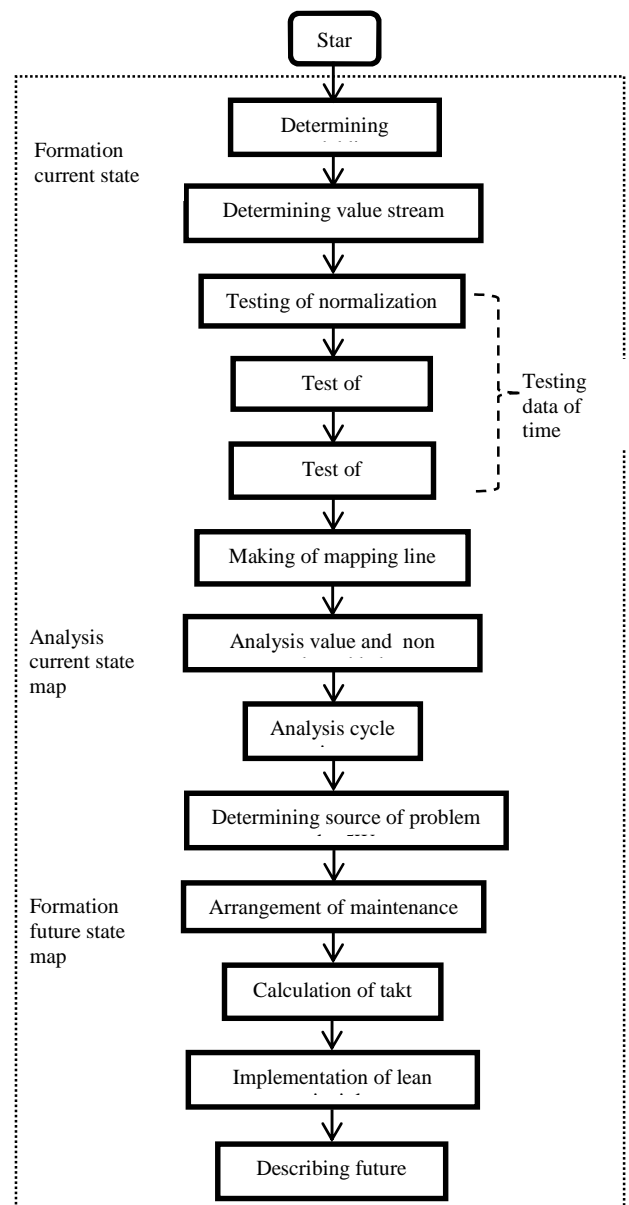 Star
Determining
Formation
current state
Determining value stream
Testing of normalization
Test of
Testing
data of
time
Test of
Making of mapping line
Analysis
current state
map
Analysis value and non
Analysis cycle
Determining source of problem
Formation
future state
map
Arrangement of maintenance
Calculation of takt
Implementation of lean
Describing future